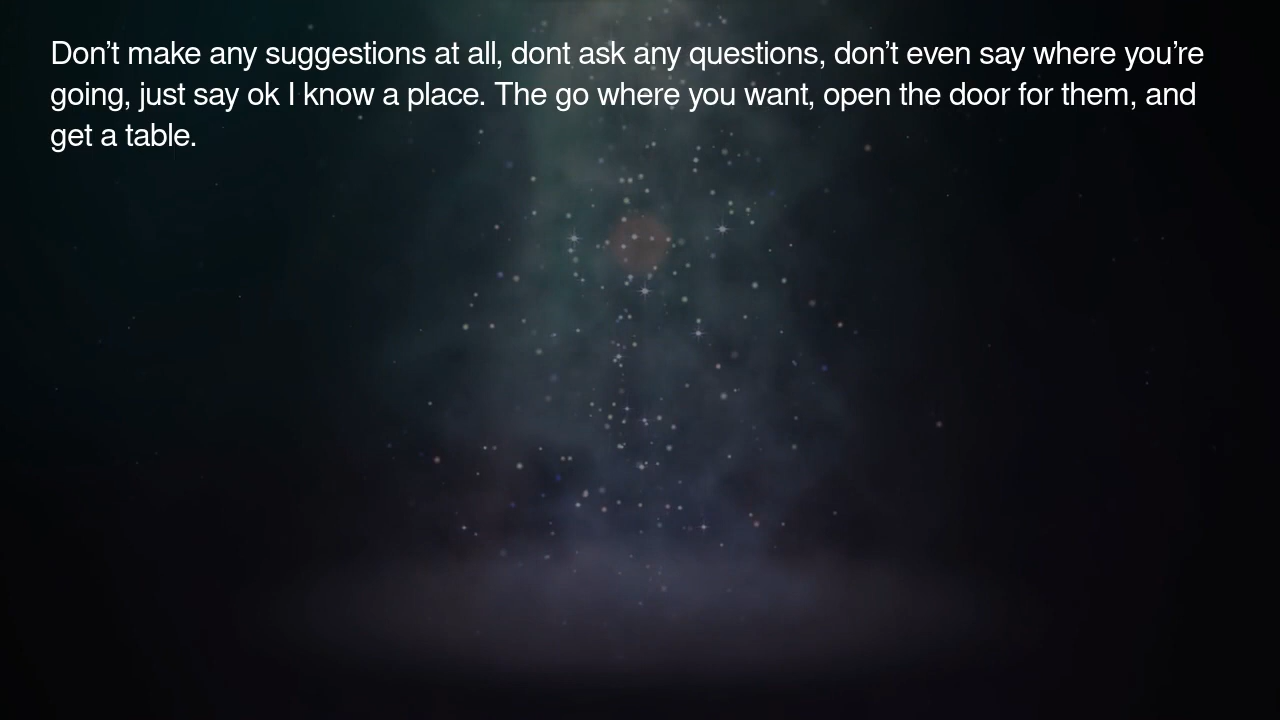 Don’t make any suggestions at all, dont ask any questions, don’t even say where you’re
going, just say ok I know a place. The go where you want, open the door for them, and
get a table.